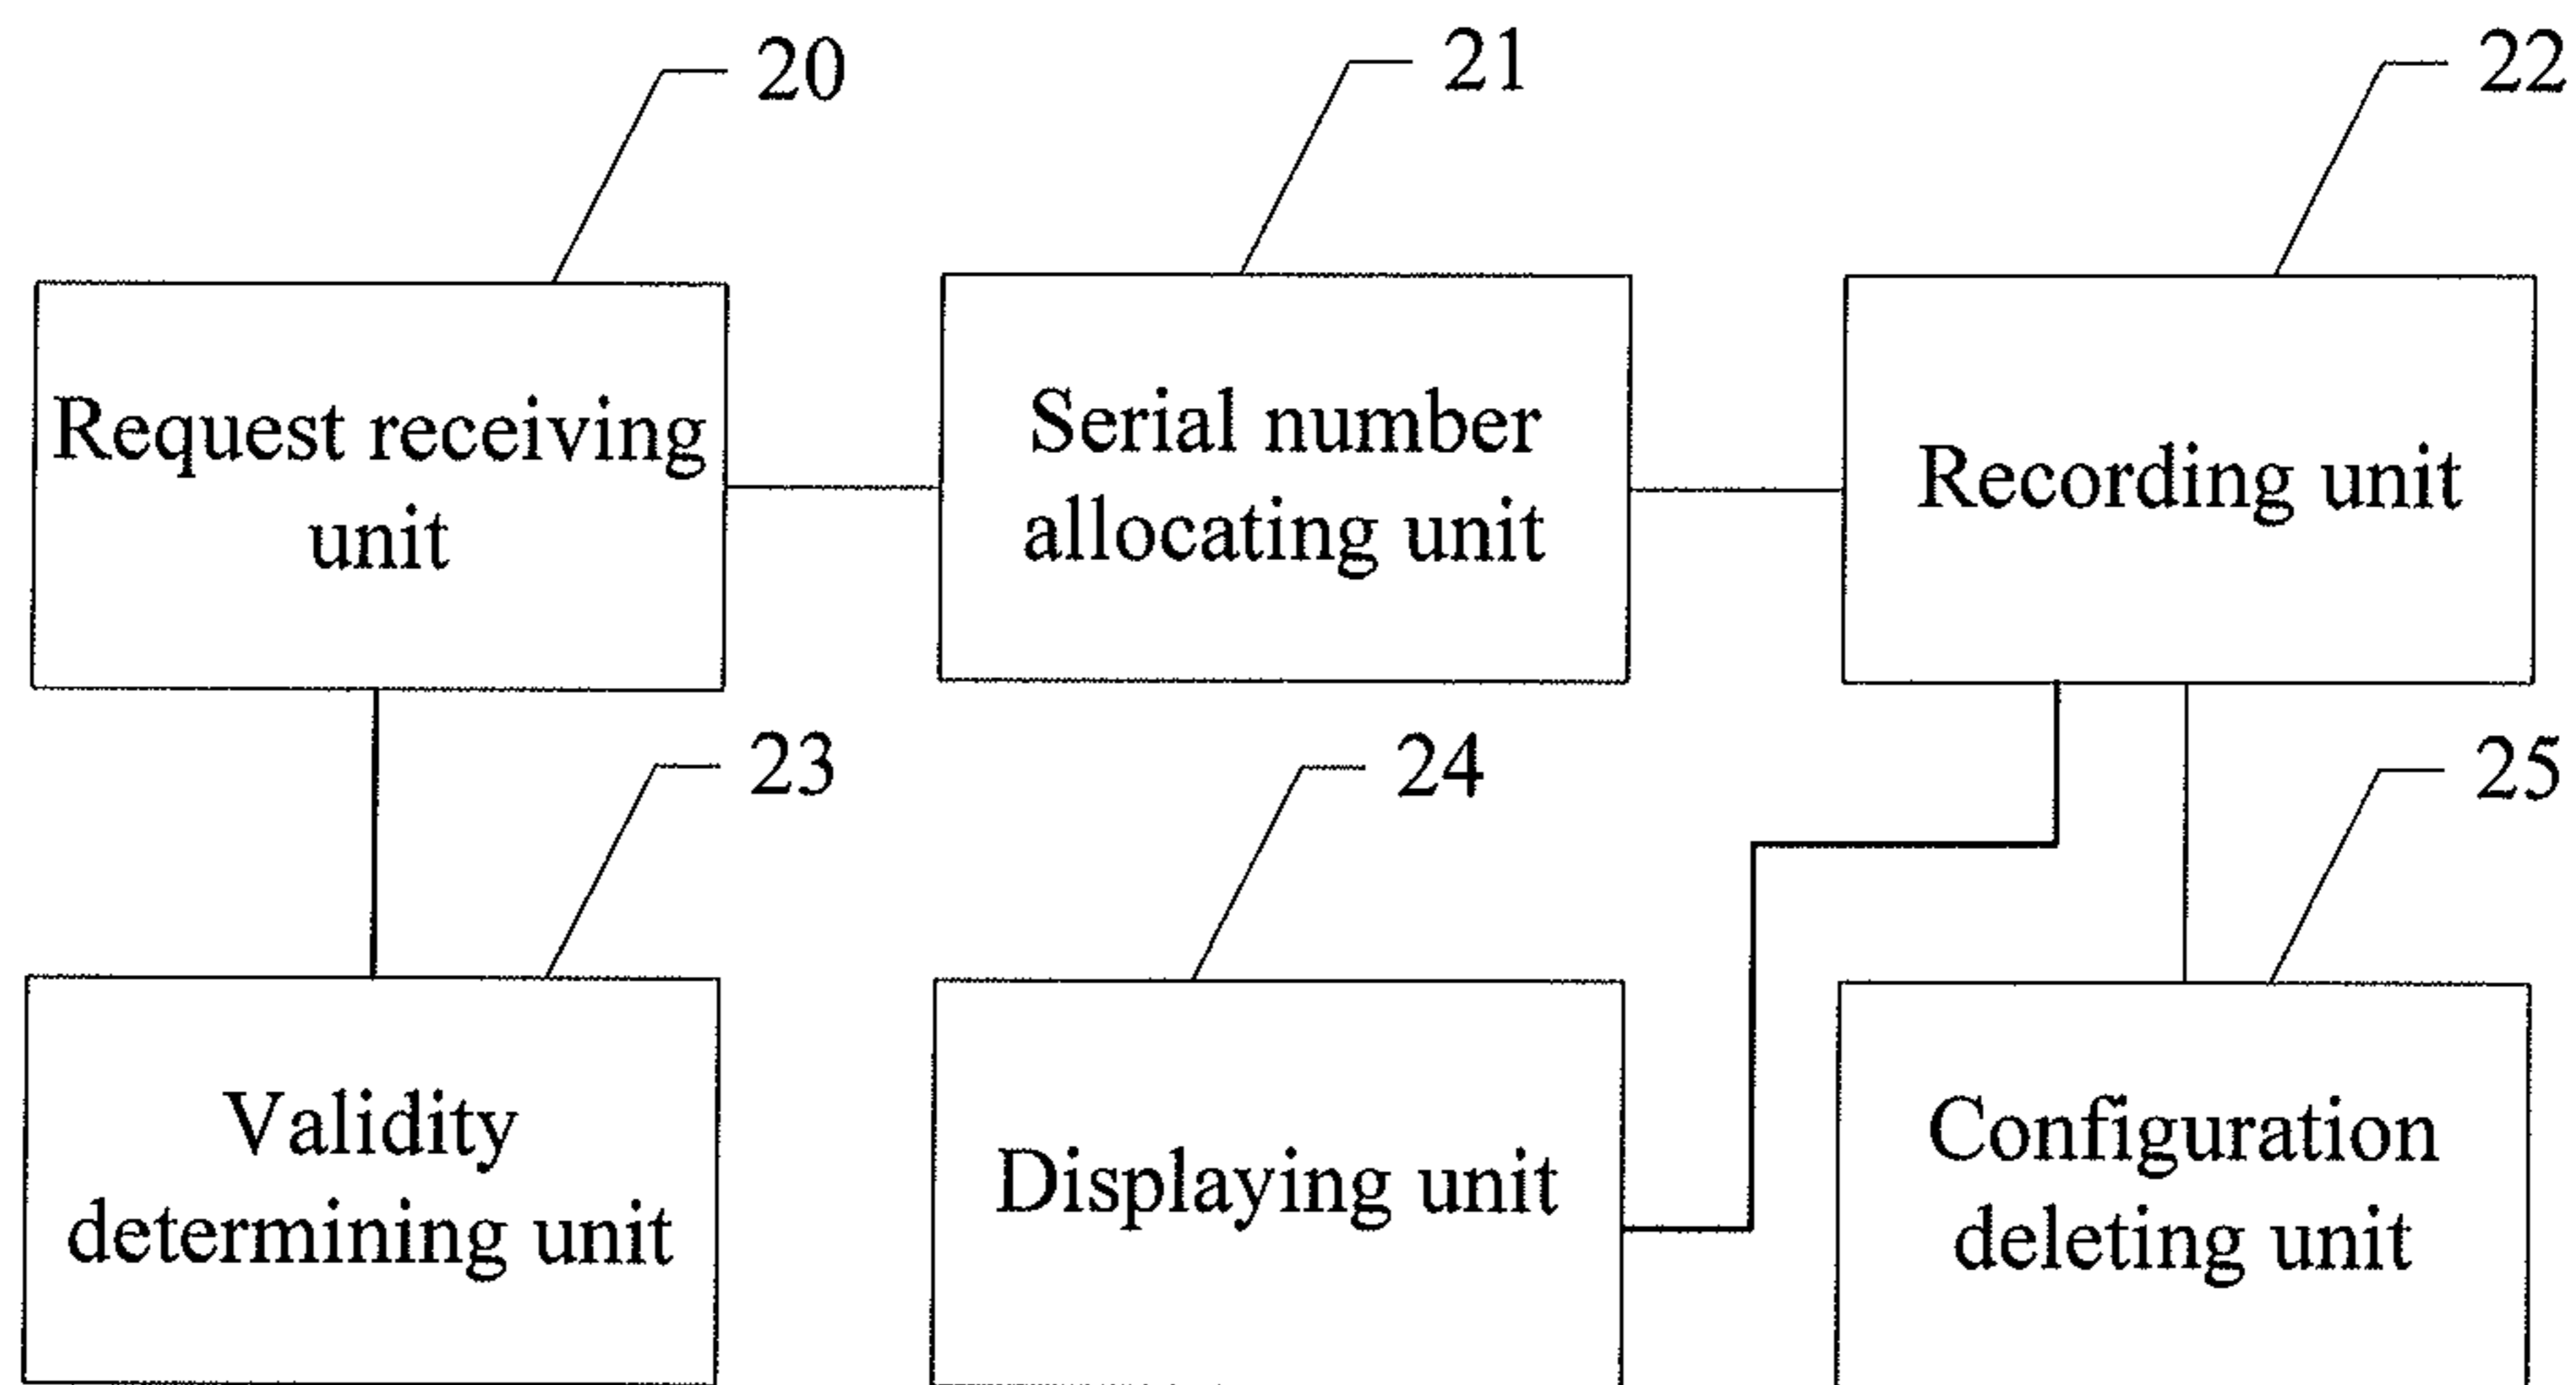 20
21
22
Request receiving
unit
Serial number
allocating unit
Recording unit
23
24
25
Validity
determining unit
Displaying unit
Configuration
deleting unit